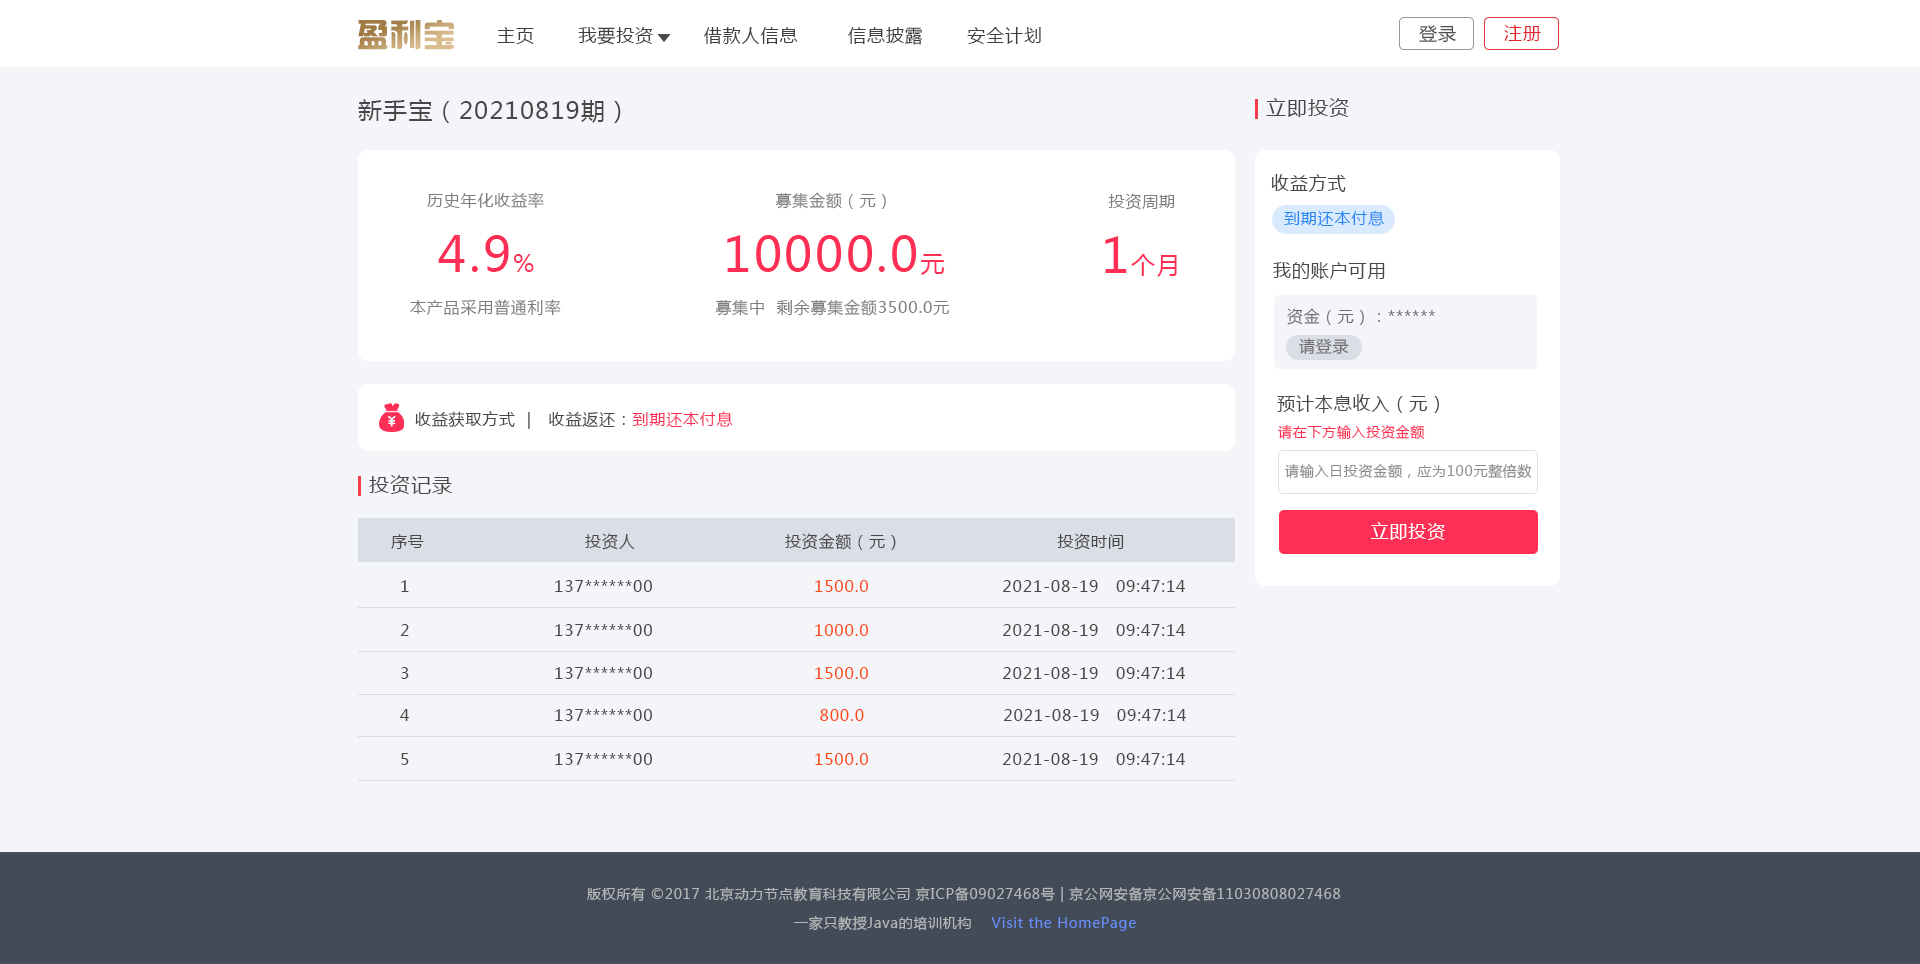 盈利宝 主页 我要投资 借款人信息 信息披露 安全计划 登录 注册
新手宝（20210819期）
历史年化收益率 募集金额（元） 投资周期
4.9% 10000.0元 1个月
本产品采用普通利率 募集中 剩余募集金额3500.0元
收益获取方式 | 收益返还：到期还本付息
投资记录
序号 投资人 投资金额（元） 投资时间
1 137******00 1500.0 2021-08-19 09:47:14
2 137******00 1000.0 2021-08-19 09:47:14
3 137******00 1500.0 2021-08-19 09:47:14
4 137******00 800.0 2021-08-19 09:47:14
5 137******00 1500.0 2021-08-19 09:47:14
立即投资
收益方式
到期还本付息
我的账户可用
资金（元）：******
请登录
预计本息收入（元）
请在下方输入投资金额
请输入日投资金额，应为100元整倍数
立即投资
版权所有 ©2017 北京动力节点教育科技有限公司 京ICP备09027468号 | 京公网安备京公网安备11030808027468
一家只教授Java的培训机构 Visit the HomePage